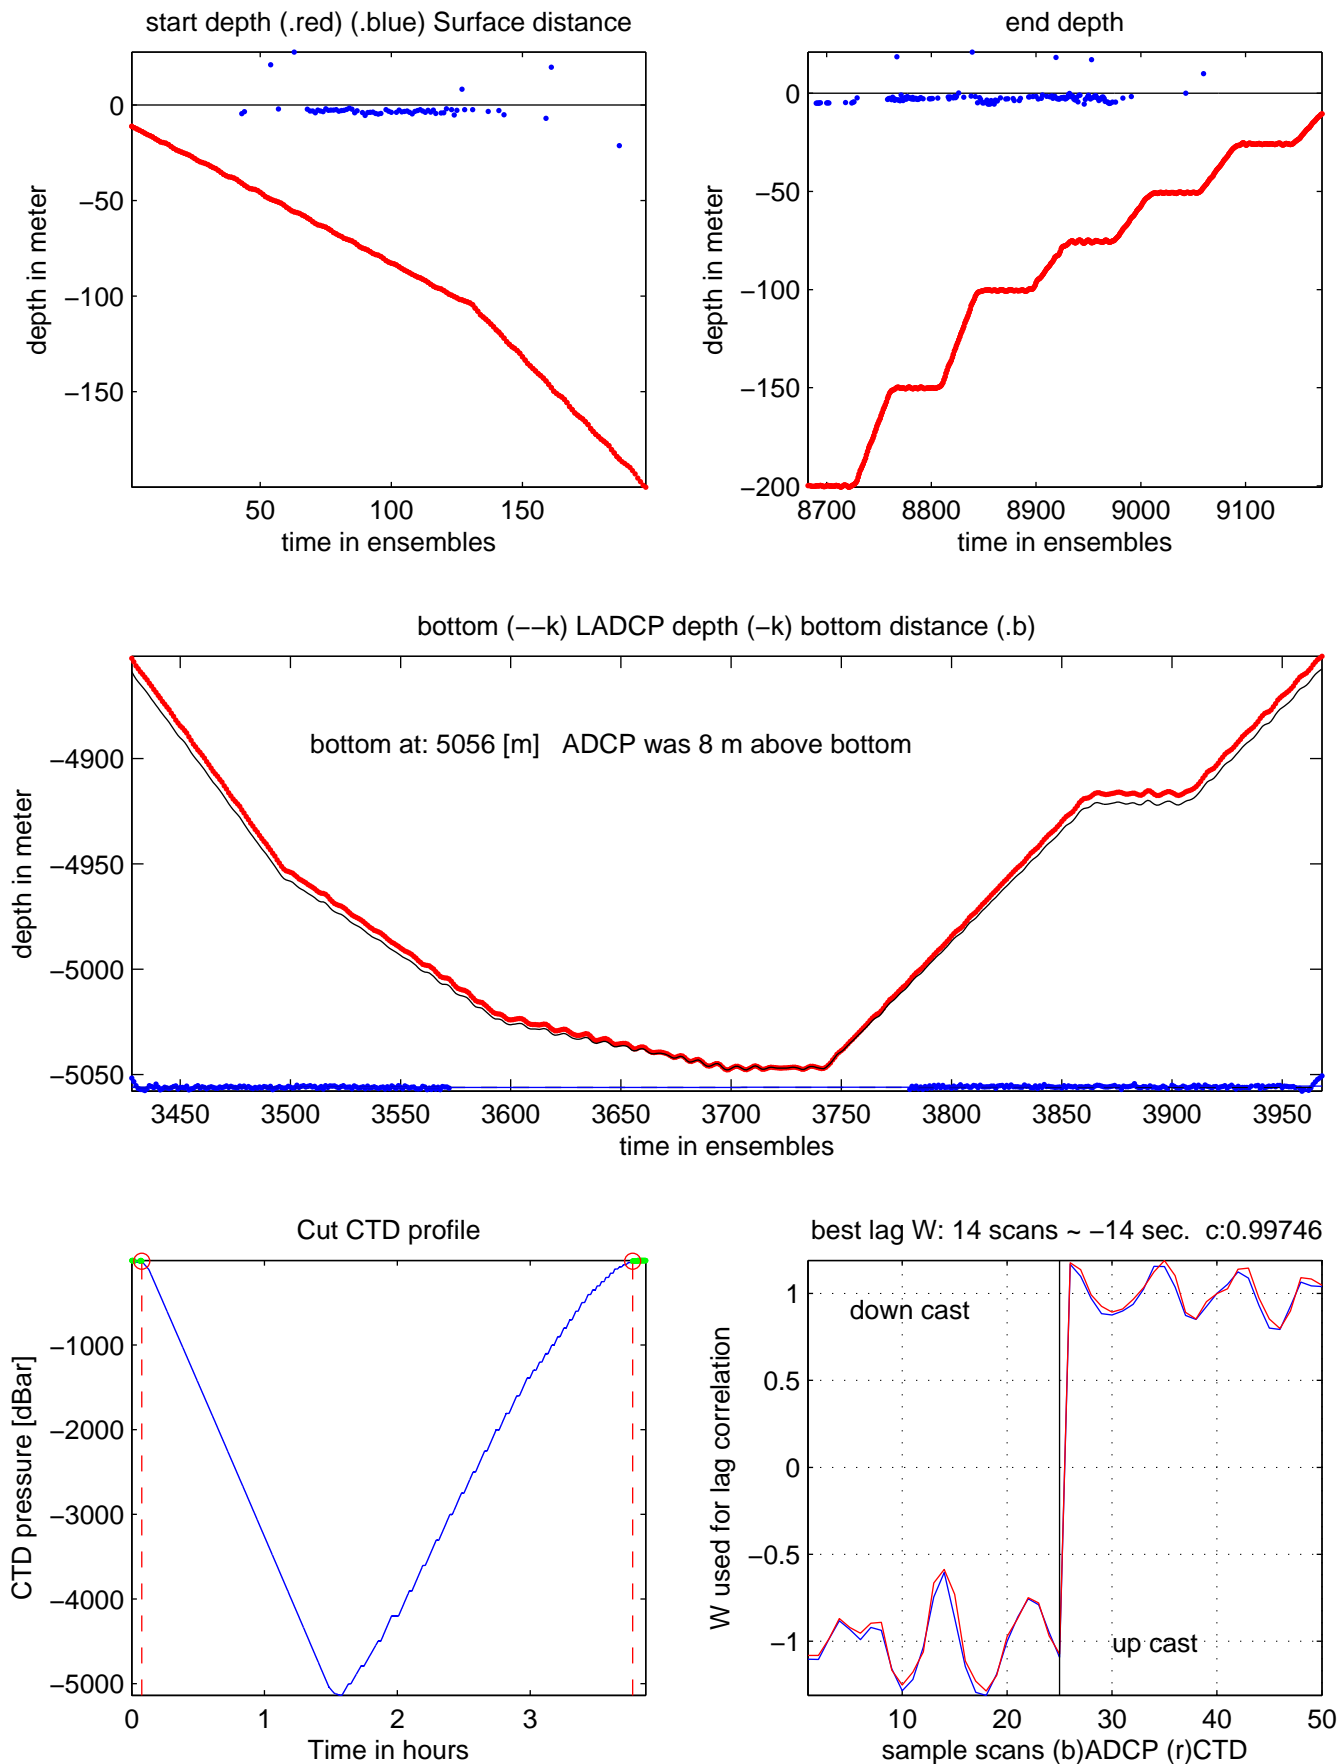 start depth (.red) (.blue) Surface distance
0
−50
−100
−150
depth in meter
50
100
150
time in ensembles
end depth
0
−50
−100
−150
−200
depth in meter
8700
8800
8900
9000
9100
time in ensembles
bottom (−−k) LADCP depth (−k) bottom distance (.b)
bottom at: 5056 [m]   ADCP was 8 m above bottom
−4900
−4950
−5000
−5050
depth in meter
3450
3500
3550
3600
3650
3700
3750
3800
3850
3900
3950
time in ensembles
Cut CTD profile
−1000
−2000
−3000
−4000
−5000
CTD pressure [dBar]
0
1
2
3
Time in hours
best lag W: 14 scans ~ −14 sec.  c:0.99746
down cast
up cast
1
0.5
0
−0.5
−1
W used for lag correlation
10
20
30
40
50
sample scans (b)ADCP (r)CTD